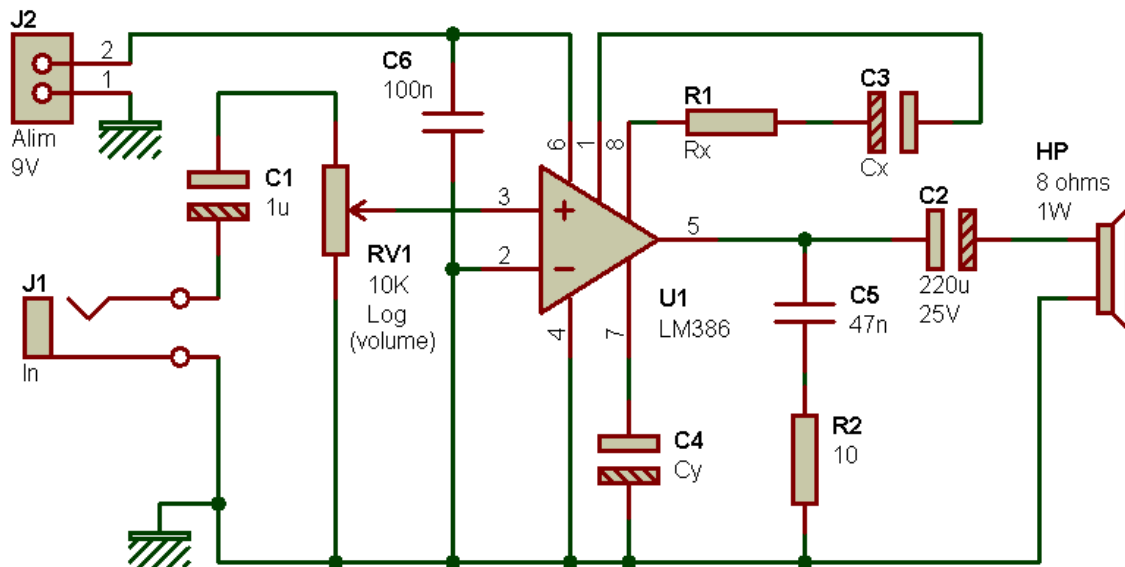 J2
2
1
Alim
9V
C6
100n
C1
1u
J1
In
RV1
10K
Log
(volume)
3
2
6
1
8
4
7
5
U1
LM386
R1
Rx
C3
Cx
C2
220u
25V
HP
8 ohms
1W
C5
47n
R2
10
C4
Cy